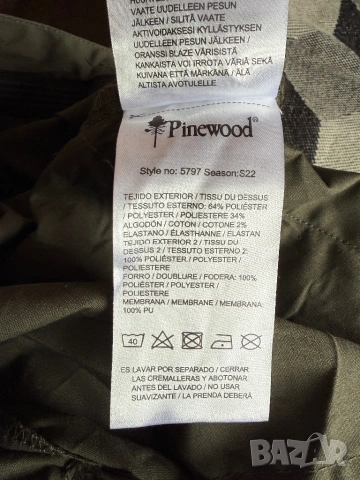 VAATE UUDELLEEN PESUN
JÄLKEEN / SILITÄ VAATE
AKTIVOIDAKSESI KYLLÄSTYKSEN
UUDELLEEN PESUN JÄLKEEN /
ORANSSI BLAZE VÄRISTÖSTÄ
KANKAISTA VOI IRROTA VÄRIÄ SEKÄ
KUIVANA ETTÄ MÄRKÄNÄ / ÄLÄ
ALTISTA AVOTULELLE.
Pinewood®
Style no: 5797 Season:S22
TEJIDO EXTERIOR / TISSU DU DESSUS
/ TESSUTO ESTERNO: 64% POLIÉSTER
/ POLYESTER / POLIESTERE 34%
ALGODÓN / COTON / COTONE 2%
ELASTANO / ÉLASTHANNE / ELASTAN
TEJIDO EXTERIOR 2 / TISSU DU
DESSUS 2 / TESSUTO ESTERNO 2: 100%
POLIÉSTER / POLYESTER /
POLIESTERE
FORRO / DOUBLURE / FODERA: 100%
POLIÉSTER / POLYESTER /
POLIESTERE
MEMBRANA / MEMBRANE / MEMBRANA:
100% PU
40
ES LAVAR POR SEPARADO / CERRAR
LAS CREMALLERAS Y ABOTONAR
ANTES DEL LAVADO / NO USAR
SUAVIZANTE / LA PRENDA DEBERÁ
BAZAR
bg